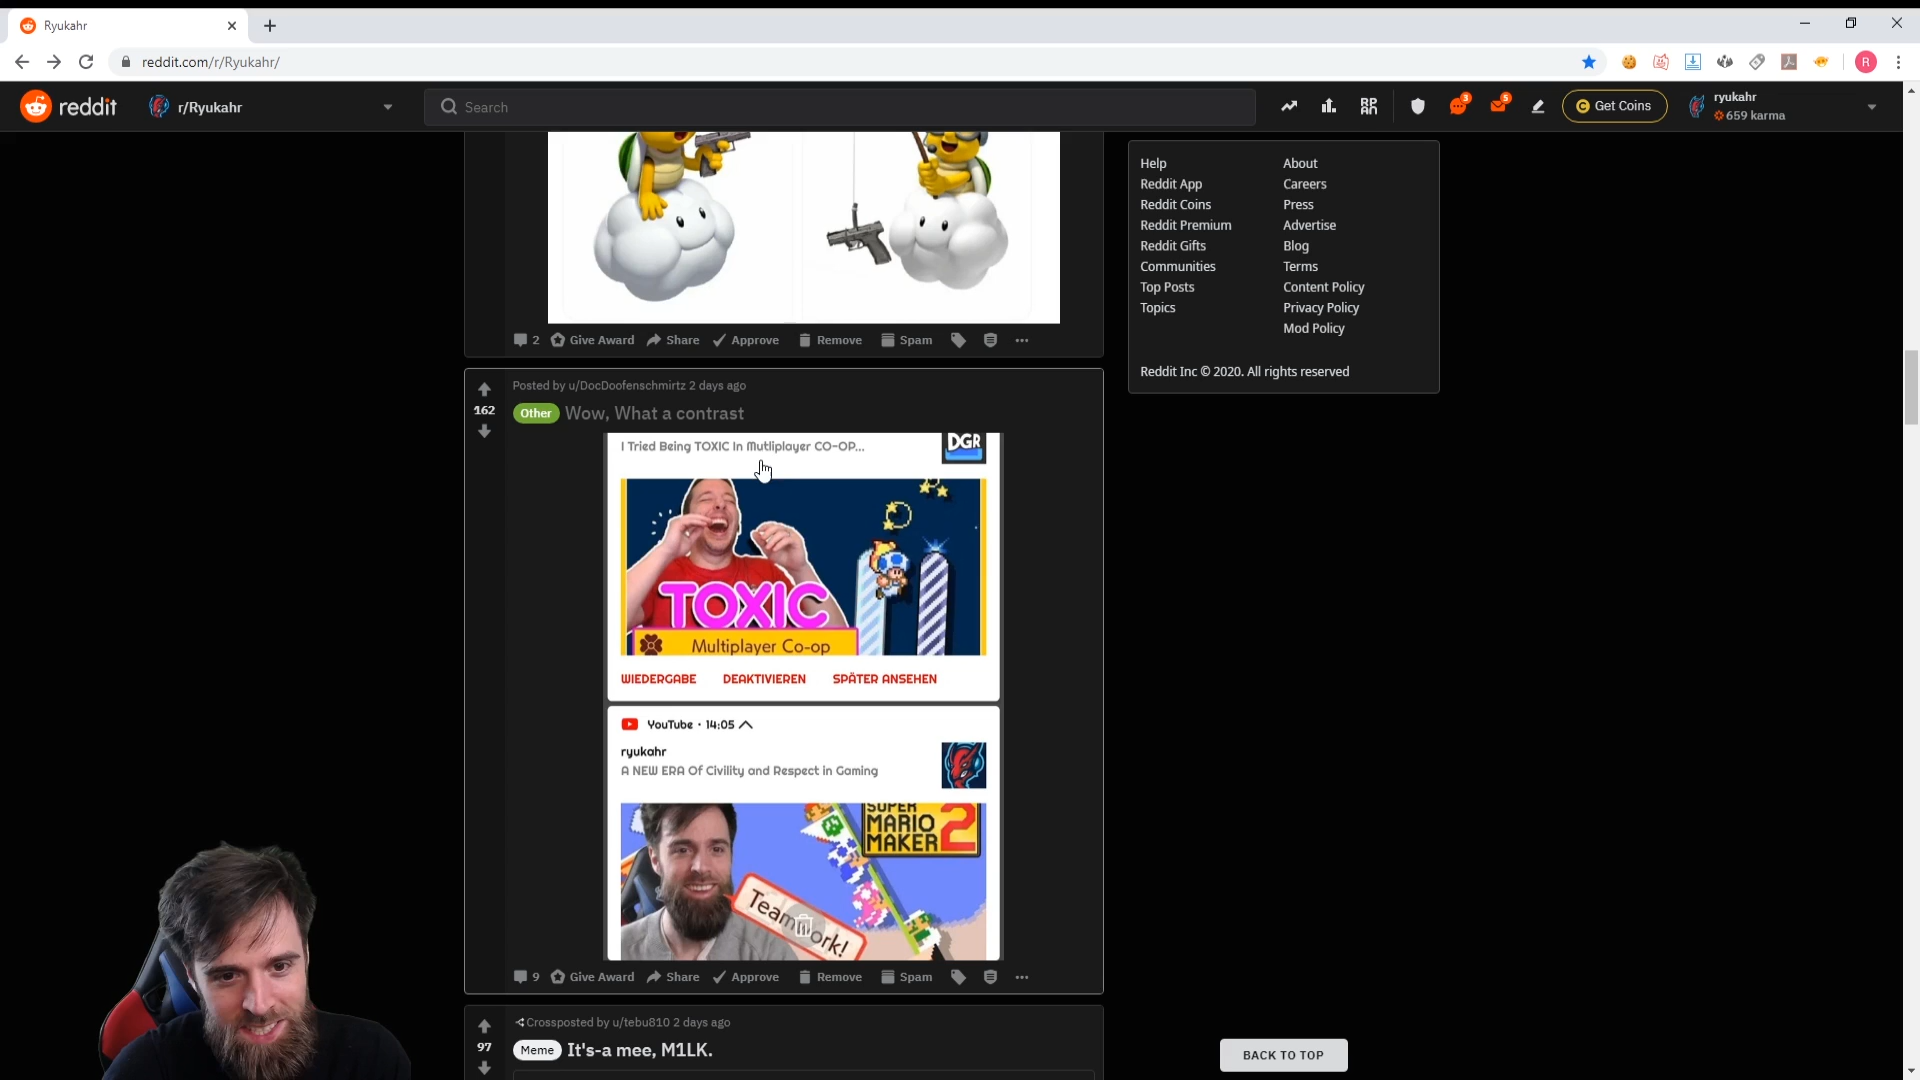 Ryukahr
reddit.com/r/Ryukahr/
R
reddit
r/Ryukahr
Search
3
5
Get Coins
ryukahr
659 karma
Help
About
Reddit App
Careers
Reddit Coins
Press
Reddit Premium
Advertise
Reddit Gifts
Blog
Communities
Terms
Top Posts
Content Policy
Topics
Privacy Policy
Mod Policy
Reddit Inc © 2020. All rights reserved
2
Give Award
Share
Approve
Remove
Spam
Posted by u/DocDoofenschmirtz 2 days ago
162
Other
Wow, What a contrast
I Tried Being TOXIC In Mutliplayer CO-OP...
DGR
TOXIC
Multiplayer Co-op
WIEDERGABE
DEAKTIVIEREN
SPÄTER ANSEHEN
YouTube · 14:05
ryukahr
A NEW ERA Of Civility and Respect in Gaming
SUPER
MARIO
MAKER
2
Teamwork!
9
Give Award
Share
Approve
Remove
Spam
Crossposted by u/tebu810 2 days ago
97
Meme
It's-a mee, M1LK.
BACK TO TOP